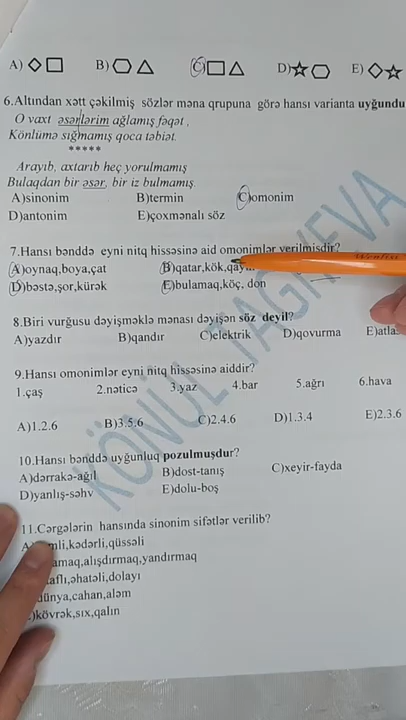 A) B) C) D) E)
6.Altından xətt çəkilmiş sözlər məna qrupuna görə hansı varianta uyğundu
O vaxt əsərlərim ağlamış fəqət ,
Könlümə sığmamış qoca təbiət.
*****
Arayıb, axtarıb heç yorulmamış
Bulaqdan bir əsər, bir iz bulmamış.
A)sinonim B)termin C)omonim
D)antonim E)çoxmənalı söz
7.Hansı bənddə eyni nitq hissəsinə aid omonimlər verilmişdir?
A)oynaq,boya,çat B)qatar,kök,
D)bəstə,şor,kürək E)bulamaq,köç, don
8.Biri vurğusu dəyişməklə mənası dəyişən söz deyil?
A)yazdır B)qandır C)elektrik D)qovurma E)atla
9.Hansı omonimlər eyni nitq hissəsinə aiddir?
1.çaş 2.nəticə 3.yaz 4.bar 5.ağrı 6.hava
A)1.2.6 B)3.5.6 C)2.4.6 D)1.3.4 E)2.3.6
10.Hansı bənddə uyğunluq pozulmuşdur?
A)dərrakə-ağıl B)dost-tanış C)xeyir-fayda
D)yanlış-səhv E)dolu-boş
11.Cərgələrin hansında sinonim sifətlər verilib?
mli,kədərli,qüssəli
amaq,alışdırmaq,yandırmaq
aflı,əhatəli,dolayı
dünya,cahan,aləm
)kövrək,sıx,qalın
KÖNÜL TAGIYEVA